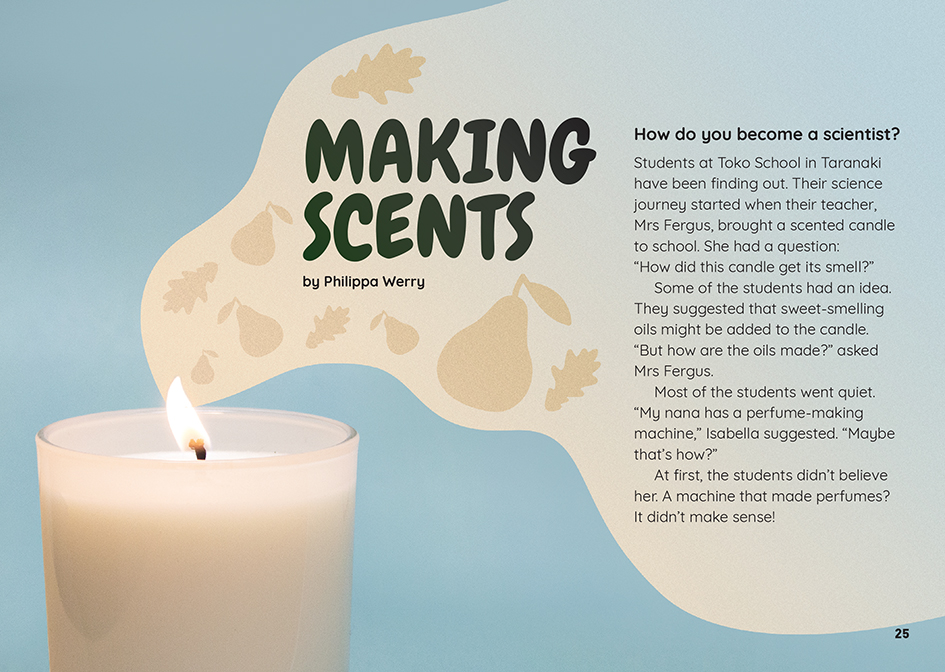 MAKING
SCENTS
by Philippa Werry
How do you become a scientist?
Students at Toko School in Taranaki
have been finding out. Their science
journey started when their teacher,
Mrs Fergus, brought a scented candle
to school. She had a question:
“How did this candle get its smell?”
Some of the students had an idea.
They suggested that sweet-smelling
oils might be added to the candle.
“But how are the oils made?” asked
Mrs Fergus.
Most of the students went quiet.
“My nana has a perfume-making
machine,” Isabella suggested. “Maybe
that’s how?”
At first, the students didn’t believe
her. A machine that made perfumes?
It didn’t make sense!
25